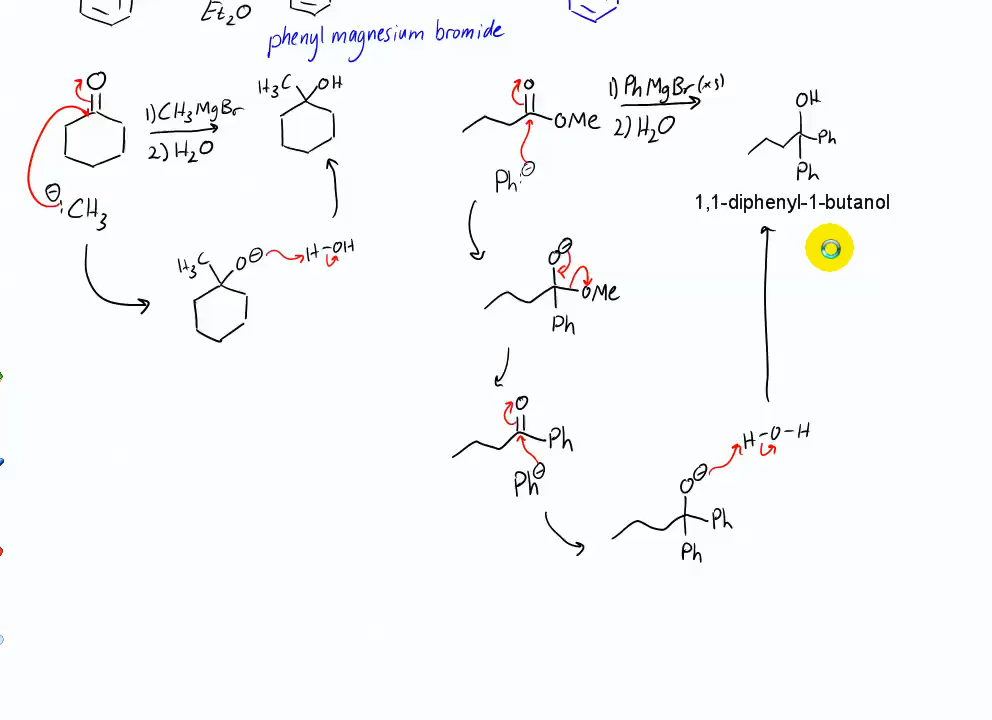 Et₂O
phenyl magnesium bromide
O
1) CH₃MgBr
2) H₂O
H₃C OH
⊖:CH₃
H₃C O⊖ H-OH
O
OMe
1) PhMgBr (xs)
2) H₂O
Ph:⊖
OH
Ph
Ph
1,1-diphenyl-1-butanol
O⊖
OMe
Ph
O
Ph
Ph⊖
H-O-H
O⊖
Ph
Ph